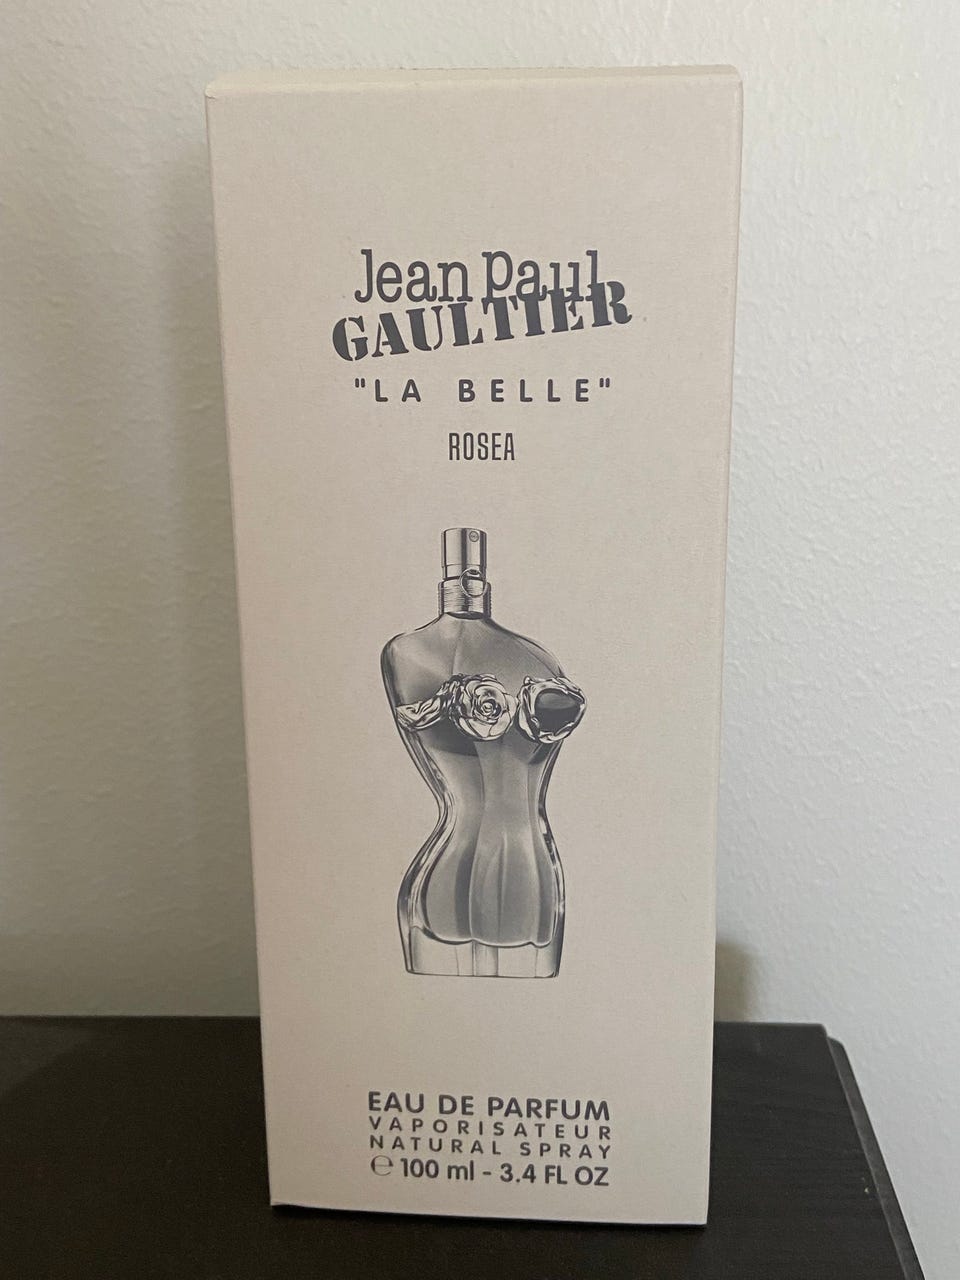 Jean Paul
GAULTIER
"LA BELLE"
ROSEA
EAU DE PARFUM
VAPORISATEUR
NATURAL SPRAY
℮ 100 ml - 3.4 FL OZ